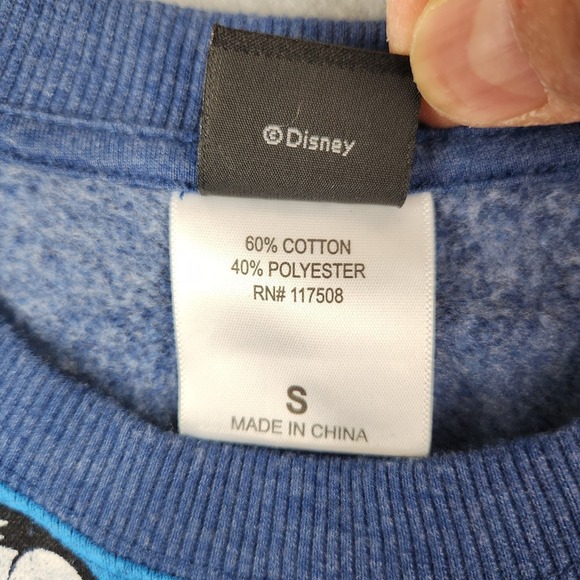 ©Disney
60% COTTON
40% POLYESTER
RN# 117508
S
MADE IN CHINA